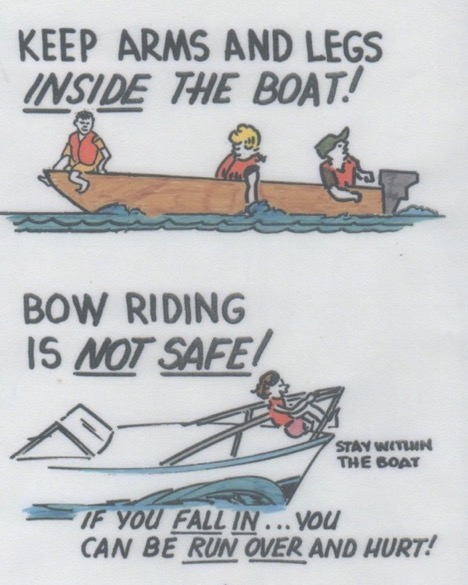 KEEP ARMS AND LEGS
INSIDE THE BOAT!
BOW RIDING
IS NOT SAFE!
STAY WITHIN
THE BOAT
IF YOU FALL IN... YOU
CAN BE RUN OVER AND HURT!